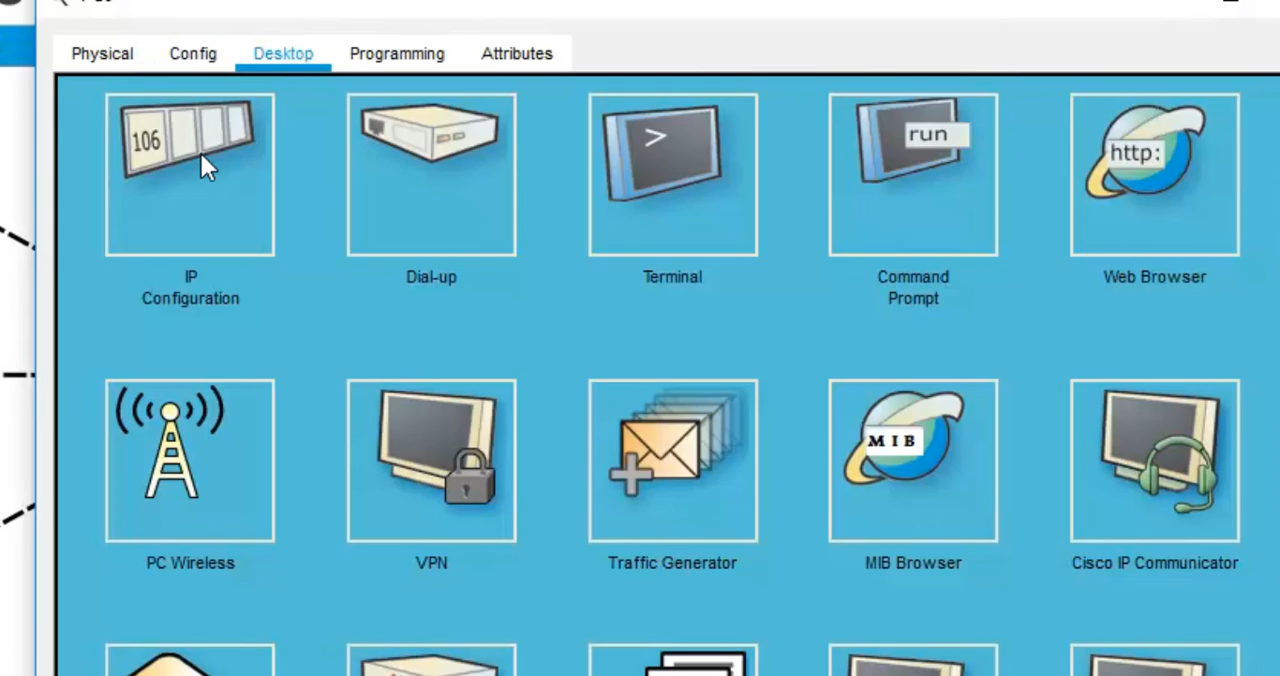 Physical Config Desktop Programming Attributes
106
>
run
http:
IP
Configuration
Dial-up
Terminal
Command
Prompt
Web Browser
MIB
PC Wireless
VPN
Traffic Generator
MIB Browser
Cisco IP Communicator